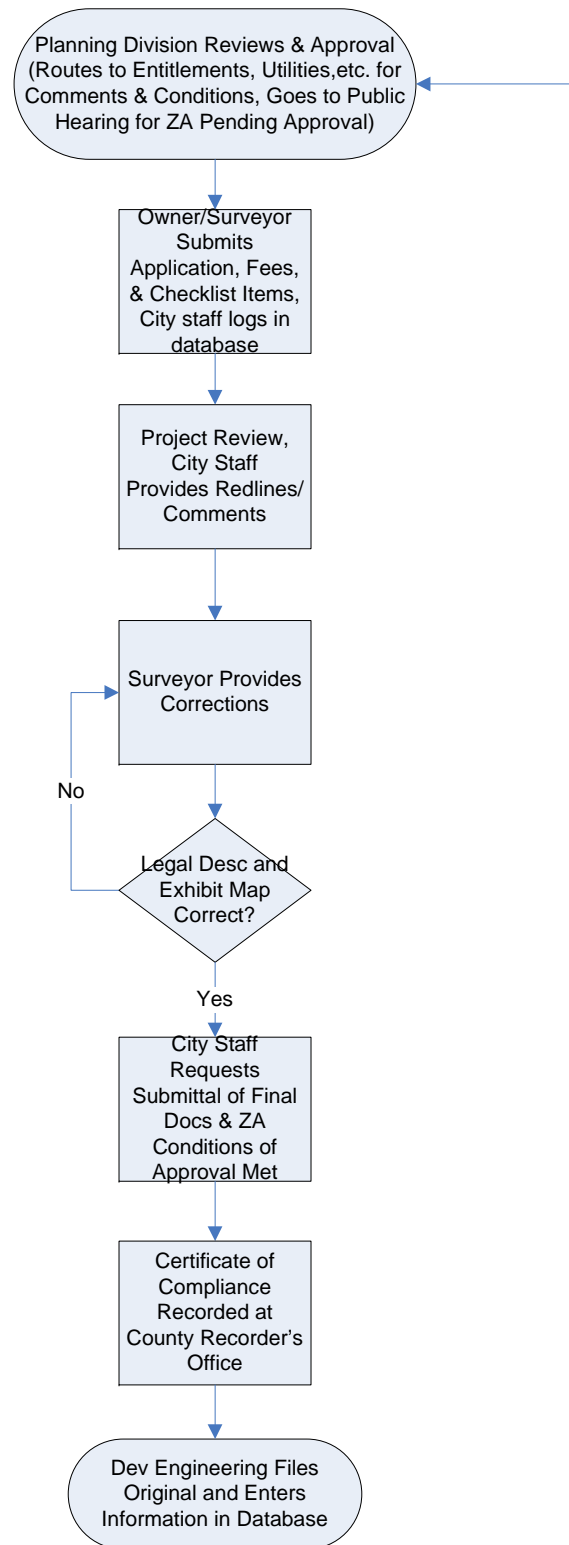 Planning Division Reviews & Approval
(Routes to Entitlements, Utilities,etc. for
Comments & Conditions, Goes to Public
Hearing for ZA Pending Approval)
Owner/Surveyor
Submits
Application, Fees,
& Checklist Items,
City staff logs in
database
Project Review,
City Staff
Provides Redlines/
Comments
Surveyor Provides
Corrections
No
Legal Desc and
Exhibit Map
Correct?
Yes
City Staff
Requests
Submittal of Final
Docs & ZA
Conditions of
Approval Met
Certificate of
Compliance
Recorded at
County Recorder’s
Office
Dev Engineering Files
Original and Enters
Information in Database